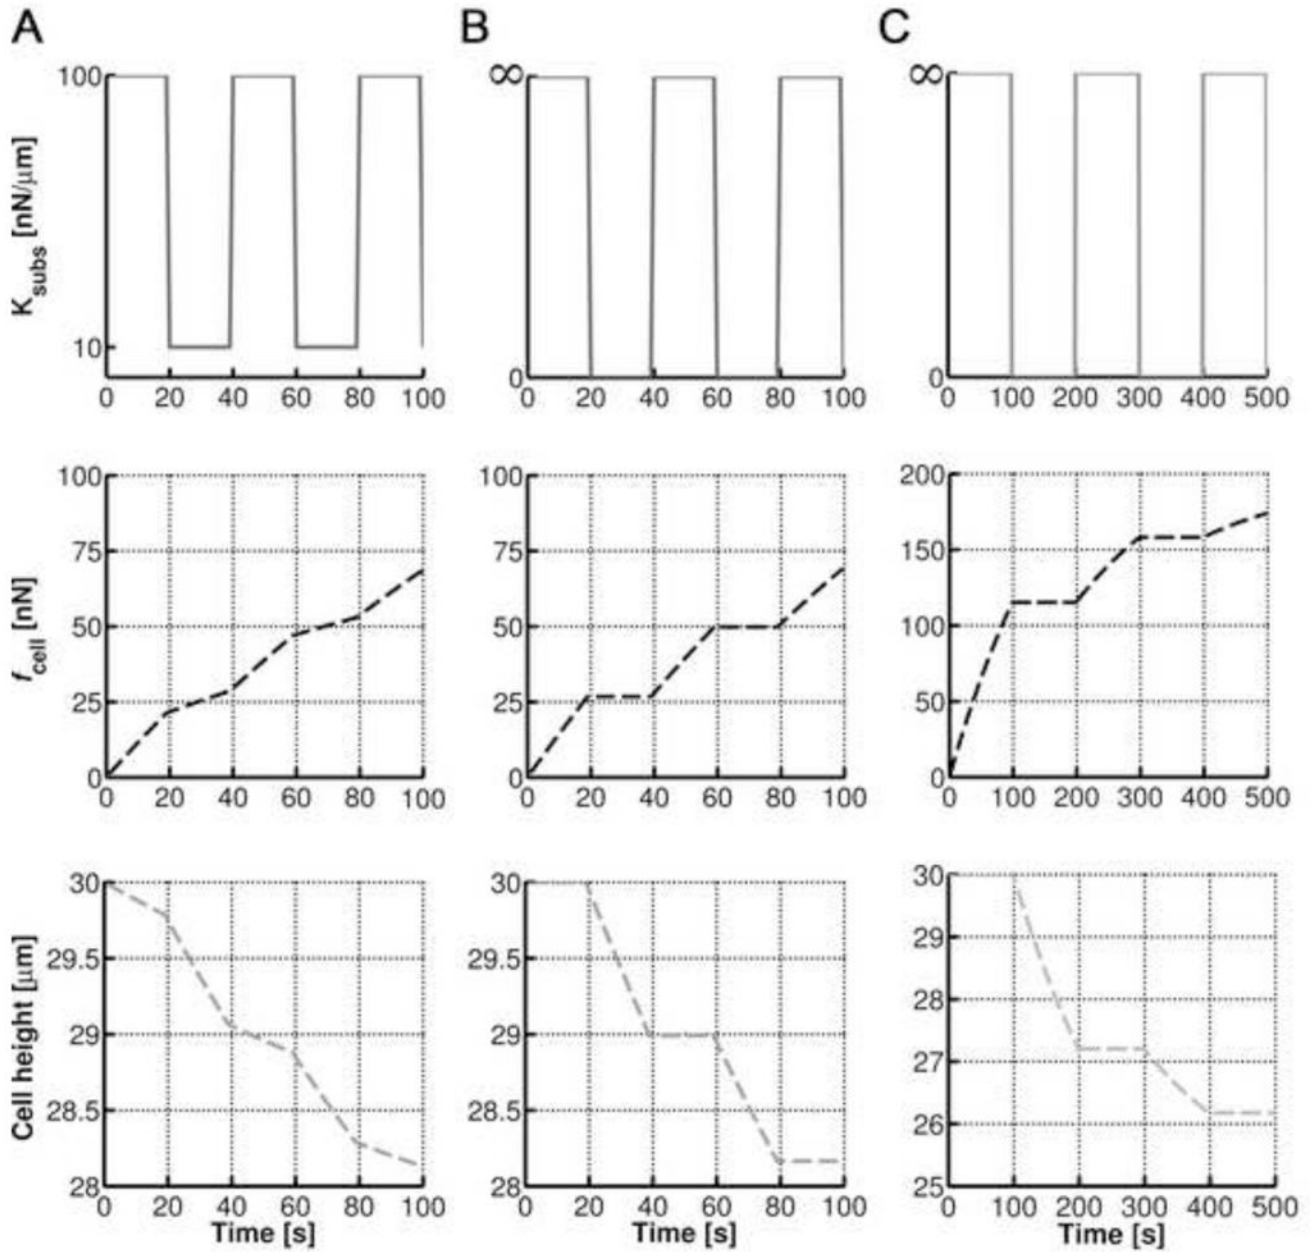 A B C
100 ∞ ∞
K_subs [nN/μm]
10 0 0
0 20 40 60 80 100 0 20 40 60 80 100 0 100 200 300 400 500
100 100 200
75 75 150
f_cell [nN]
50 50 100
25 25 50
0 0 0
0 20 40 60 80 100 0 20 40 60 80 100 0 100 200 300 400 500
30 30 30
29
29.5 29.5
28
Cell height [μm]
29 29
27
28.5 28.5
26
28 28 25
0 20 40 60 80 100 0 20 40 60 80 100 0 100 200 300 400 500
Time [s] Time [s] Time [s]